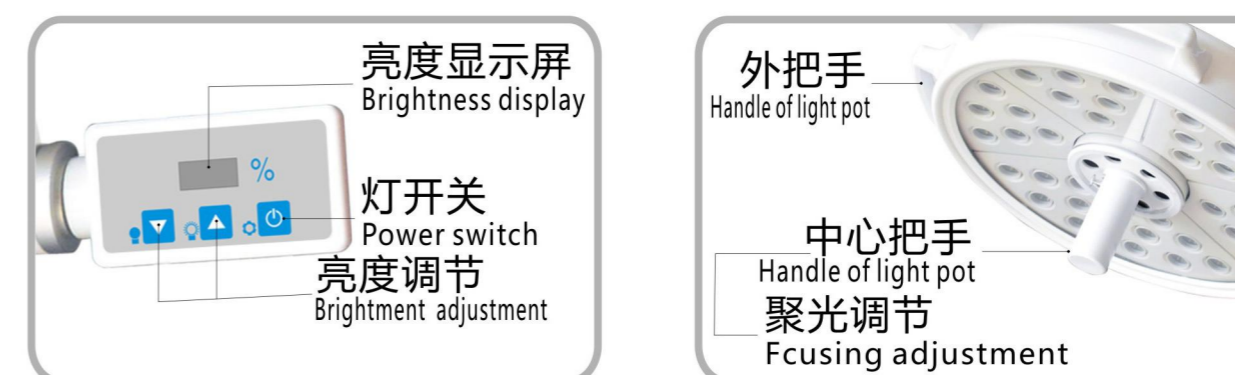 亮度显示屏
Brightness display
%
灯开关
Power switch
亮度调节
Brightment adjustment
外把手
Handle of light pot
中心把手
Handle of light pot
聚光调节
Fcusing adjustment